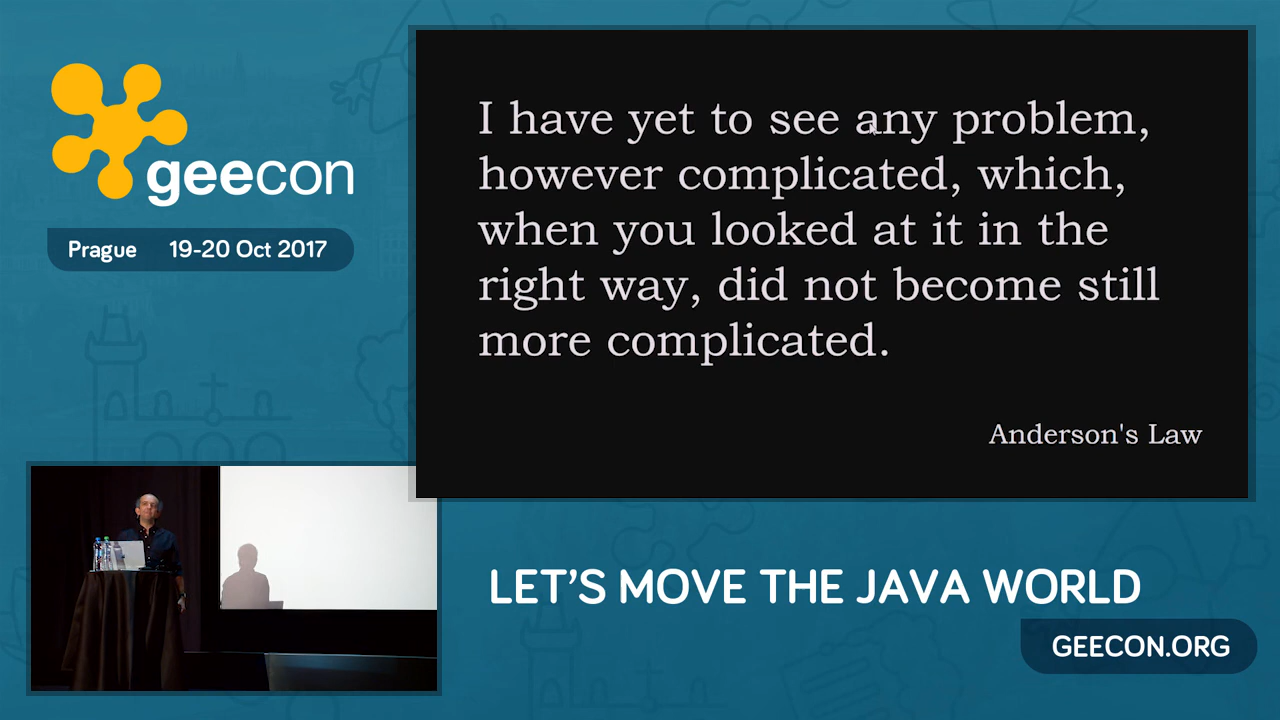 geecon
Prague 19-20 Oct 2017
I have yet to see any problem,
however complicated, which,
when you looked at it in the
right way, did not become still
more complicated.
Anderson's Law
LET'S MOVE THE JAVA WORLD
GEECON.ORG